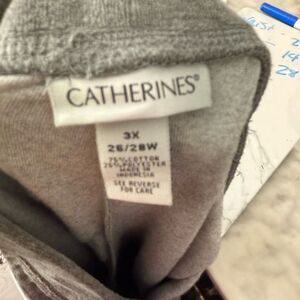 CATHERINES®
3X
26/28W
75% COTTON
25% POLYESTER
MADE IN
INDONESIA
SEE REVERSE
FOR CARE